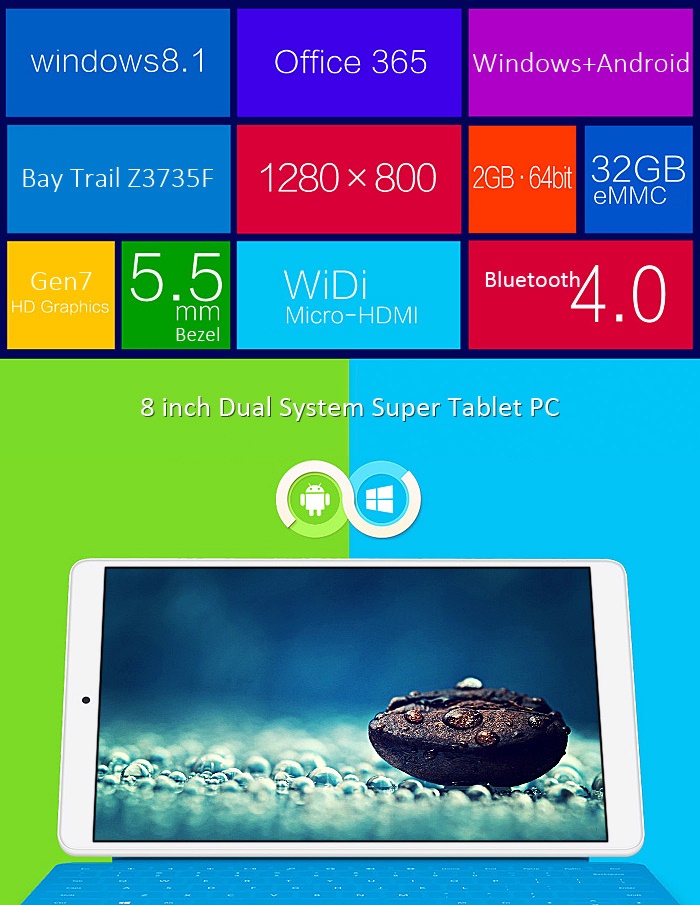 windows8.1
Office 365
Windows+Android
Bay Trail Z3735F
1280×800
2GB·64bit
32GB
eMMC
Gen7
HD Graphics
5.5
mm
Bezel
WiDi
Micro-HDMI
Bluetooth 4.0
8 inch Dual System Super Tablet PC